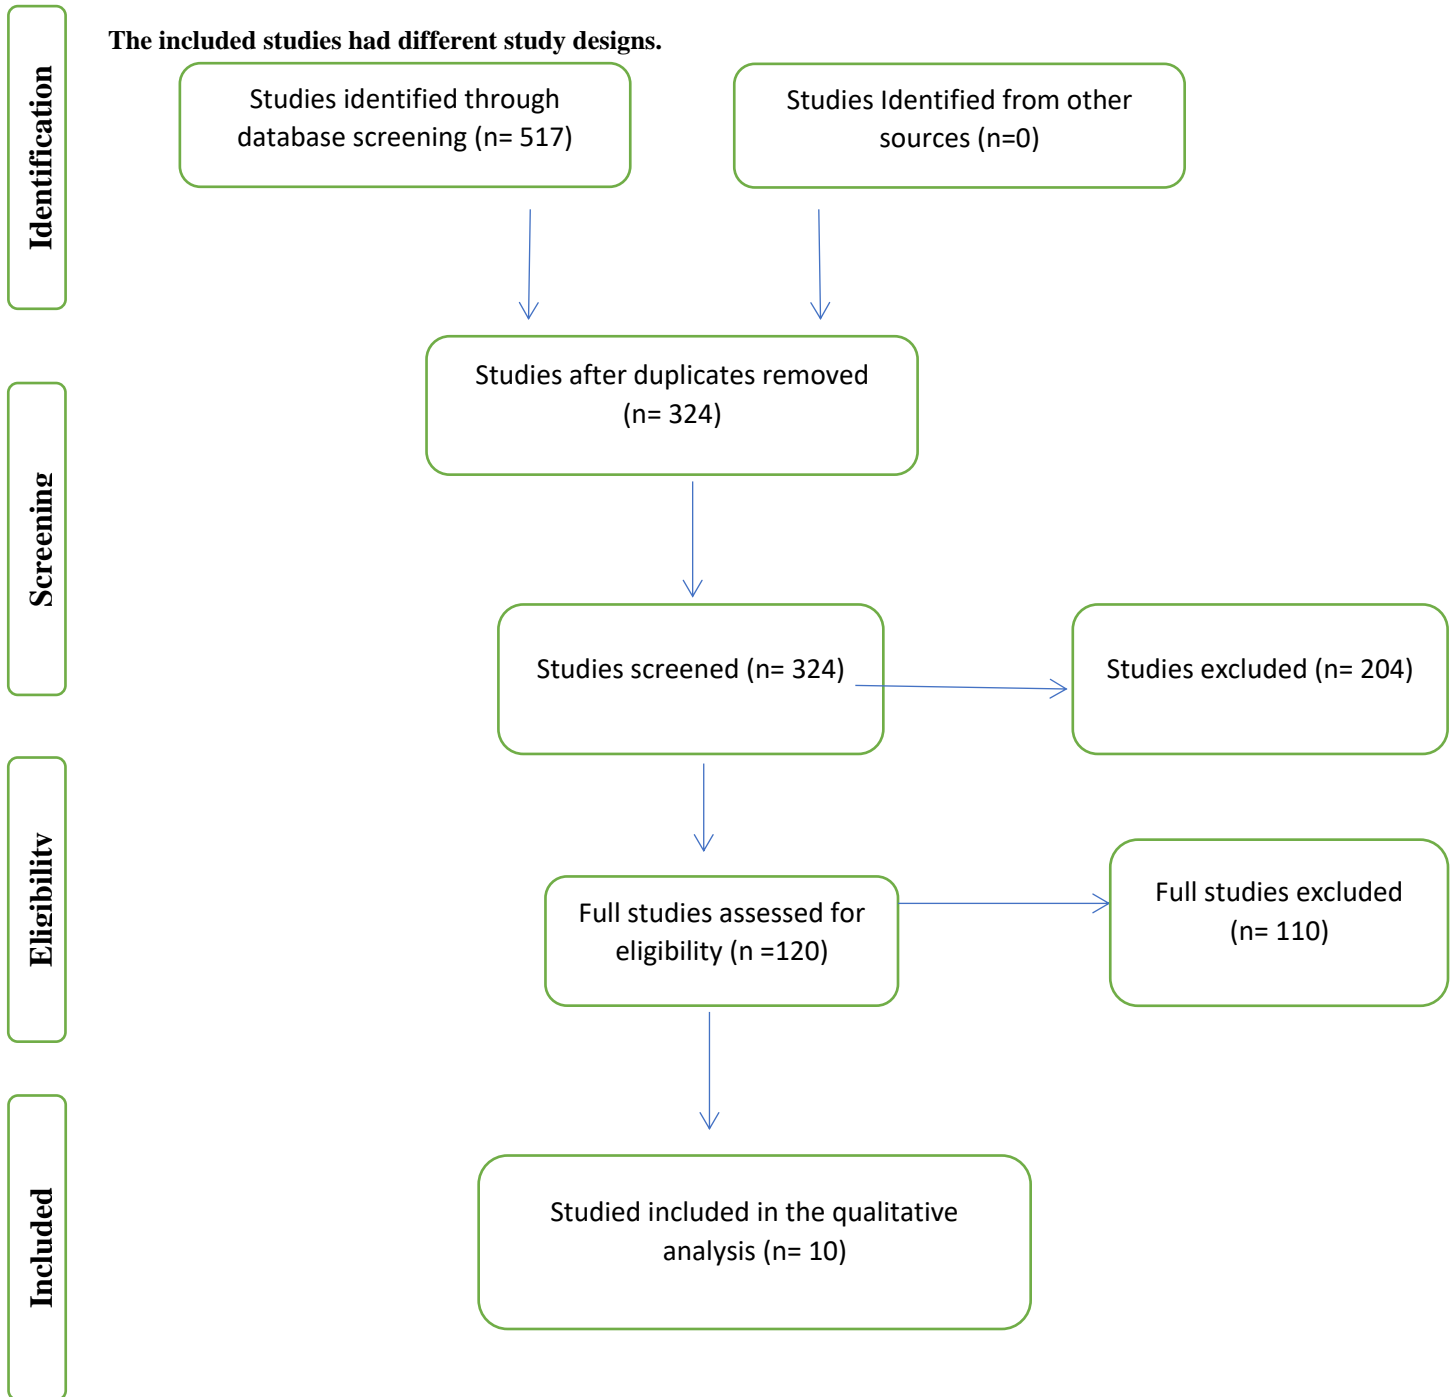 The included studies had different study designs.
Identification
Studies identified through
database screening (n= 517)
Studies Identified from other
sources (n=0)
Studies after duplicates removed
(n= 324)
Screening
Studies screened (n= 324)
Studies excluded (n= 204)
Eligibility
Full studies assessed for
eligibility (n =120)
Full studies excluded
(n= 110)
Included
Studied included in the qualitative
analysis (n= 10)